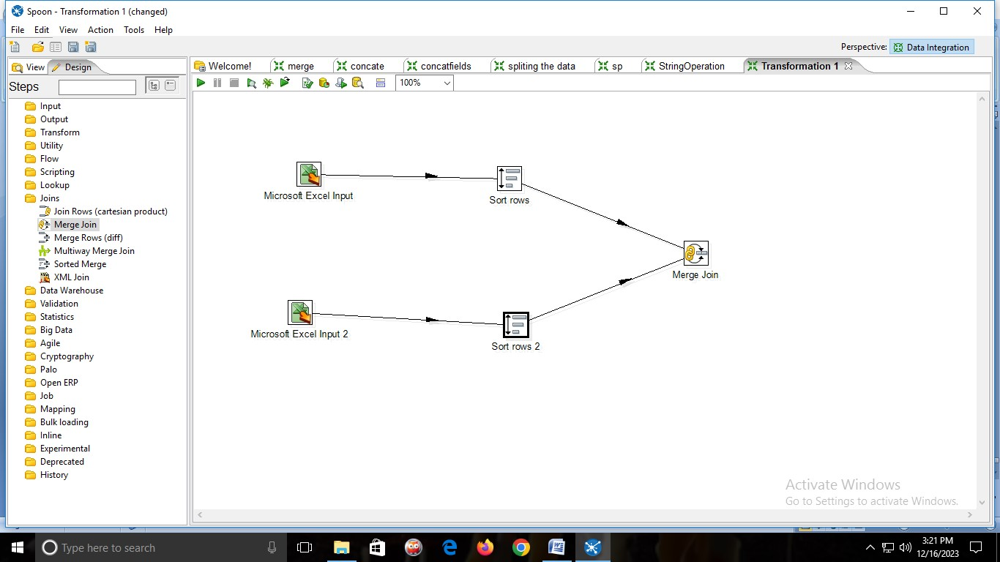 Spoon - Transformation 1 (changed)
File Edit View Action Tools Help
Perspective: Data Integration
View Design
Welcome! merge concate concatfields spliting the data sp StringOperation Transformation 1
Steps
100%
Input
Output
Transform
Utility
Flow
Scripting
Lookup
Joins
Join Rows (cartesian product)
Merge Join
Merge Rows (diff)
Multiway Merge Join
Sorted Merge
XML Join
Data Warehouse
Validation
Statistics
Big Data
Agile
Cryptography
Palo
Open ERP
Job
Mapping
Bulk loading
Inline
Experimental
Deprecated
History
Microsoft Excel Input
Sort rows
Merge Join
Microsoft Excel Input 2
Sort rows 2
Activate Windows
Go to Settings to activate Windows.
Type here to search
3:21 PM
12/16/2023